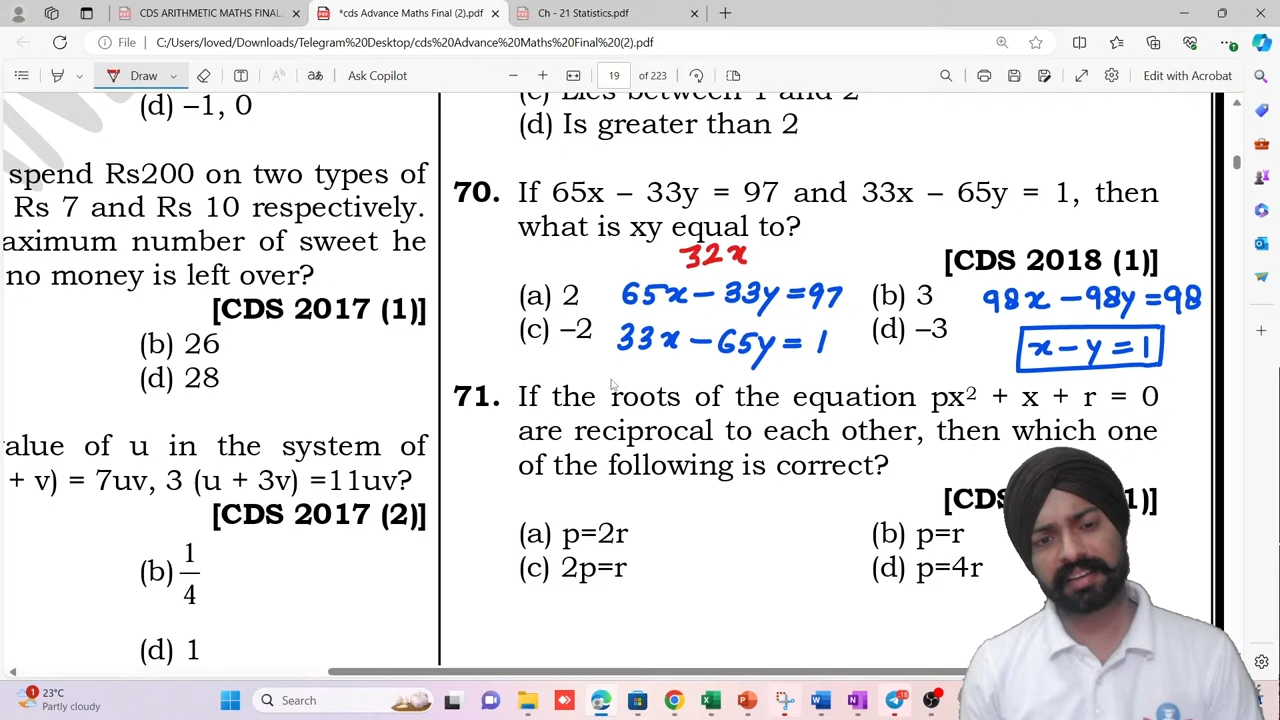 CDS ARITHMETIC MATHS FINAL
*cds Advance Maths Final (2).pdf
Ch - 21 Statistics.pdf
File
C:/Users/loved/Downloads/Telegram%20Desktop/cds%20Advance%20Maths%20Final%20(2).pdf
Draw
Ask Copilot
19 of 223
Edit with Acrobat
(d) –1, 0
spend Rs200 on two types of
Rs 7 and Rs 10 respectively.
aximum number of sweet he
no money is left over?
[CDS 2017 (1)]
(b) 26
(d) 28
alue of u in the system of
+ v) = 7uv, 3 (u + 3v) =11uv?
[CDS 2017 (2)]
(b) 1/4
(d) 1
(c) Lies between 1 and 2
(d) Is greater than 2
70. If 65x – 33y = 97 and 33x – 65y = 1, then
what is xy equal to?
32x
[CDS 2018 (1)]
(a) 2 65x – 33y = 97 (b) 3 98x – 98y = 98
(c) –2 33x – 65y = 1 (d) –3 x – y = 1
71. If the roots of the equation px² + x + r = 0
are reciprocal to each other, then which one
of the following is correct?
(a) p=2r (b) p=r
(c) 2p=r (d) p=4r
23°C
Partly cloudy
Search